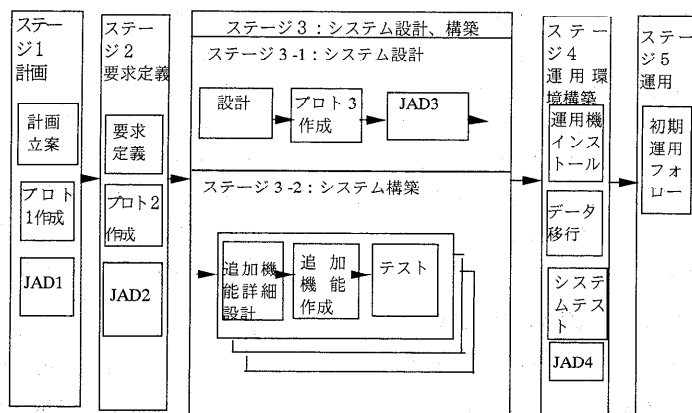 ステー
ジ1
計画
計画
立案
プロト
1作成
JAD1
ステー
ジ2
要求定義
要求
定義
プロト2
作成
JAD2
ステージ3：システム設計、構築
ステージ3-1：システム設計
設計
プロト3
作成
JAD3
ステージ3-2：システム構築
追加機
能詳細
設計
追加
機能
作成
テスト
ステー
ジ4
運用環
境構築
運用機
インス
トール
データ
移行
システ
ムテス
ト
JAD4
ステー
ジ5
運用
初期
運用
フォ
ロー